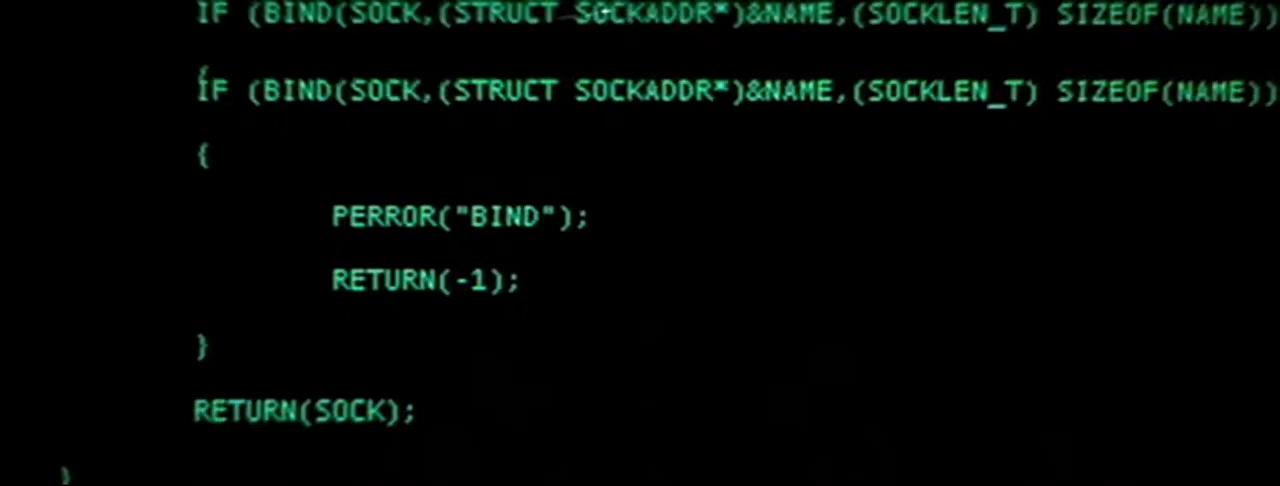 IF (BIND(SOCK,(STRUCT SOCKADDR*)&NAME,(SOCKLEN_T) SIZEOF(NAME))
{
IF (BIND(SOCK,(STRUCT SOCKADDR*)&NAME,(SOCKLEN_T) SIZEOF(NAME))
{
PERROR("BIND");
RETURN(-1);
}
RETURN(SOCK);
}